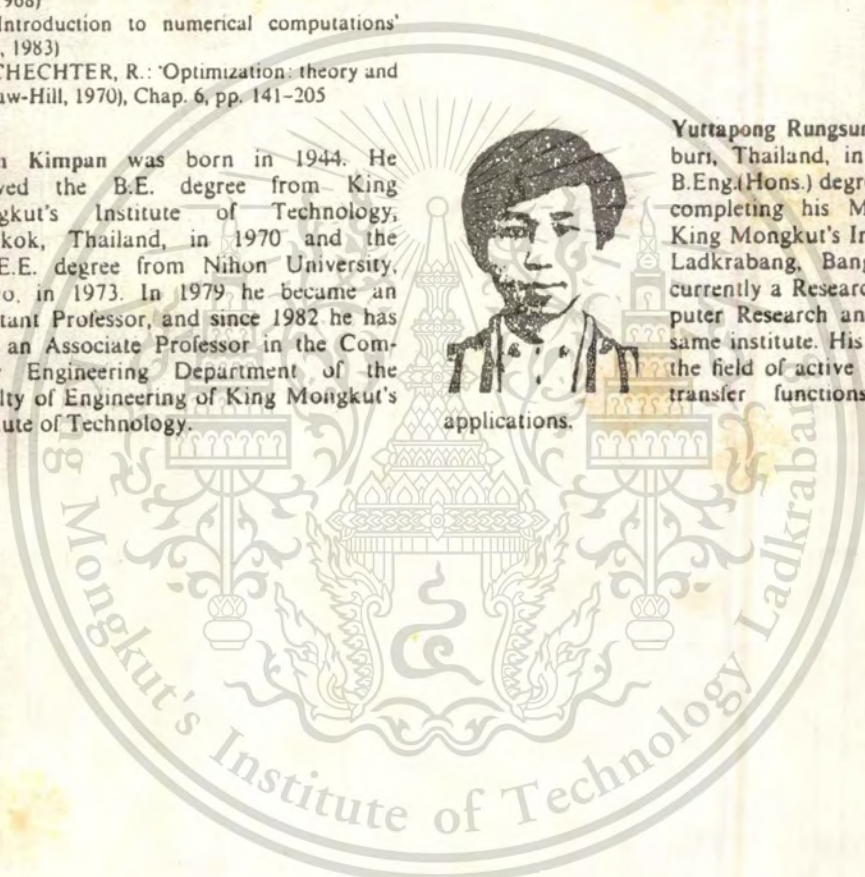 1968)
Introduction to numerical computations'
, 1983)
CHECHTER, R.: 'Optimization: theory and
aw-Hill, 1970), Chap. 6, pp. 141–205
n Kimpan was born in 1944. He
ved the B.E. degree from King
gkut's Institute of Technology,
kok, Thailand, in 1970 and the
E.E. degree from Nihon University,
o, in 1973. In 1979 he became an
tant Professor, and since 1982 he has
an Associate Professor in the Com-
r Engineering Department of the
lty of Engineering of King Mongkut's
ute of Technology.
Yuttapong Rungsun
buri, Thailand, in
B.Eng.(Hons.) degre
completing his M
King Mongkut's In
Ladkrabang, Bang
currently a Researc
puter Research an
same institute. His
the field of active
transfer functions
applications.
g Mongkut's Institute of Technology Ladkrabang